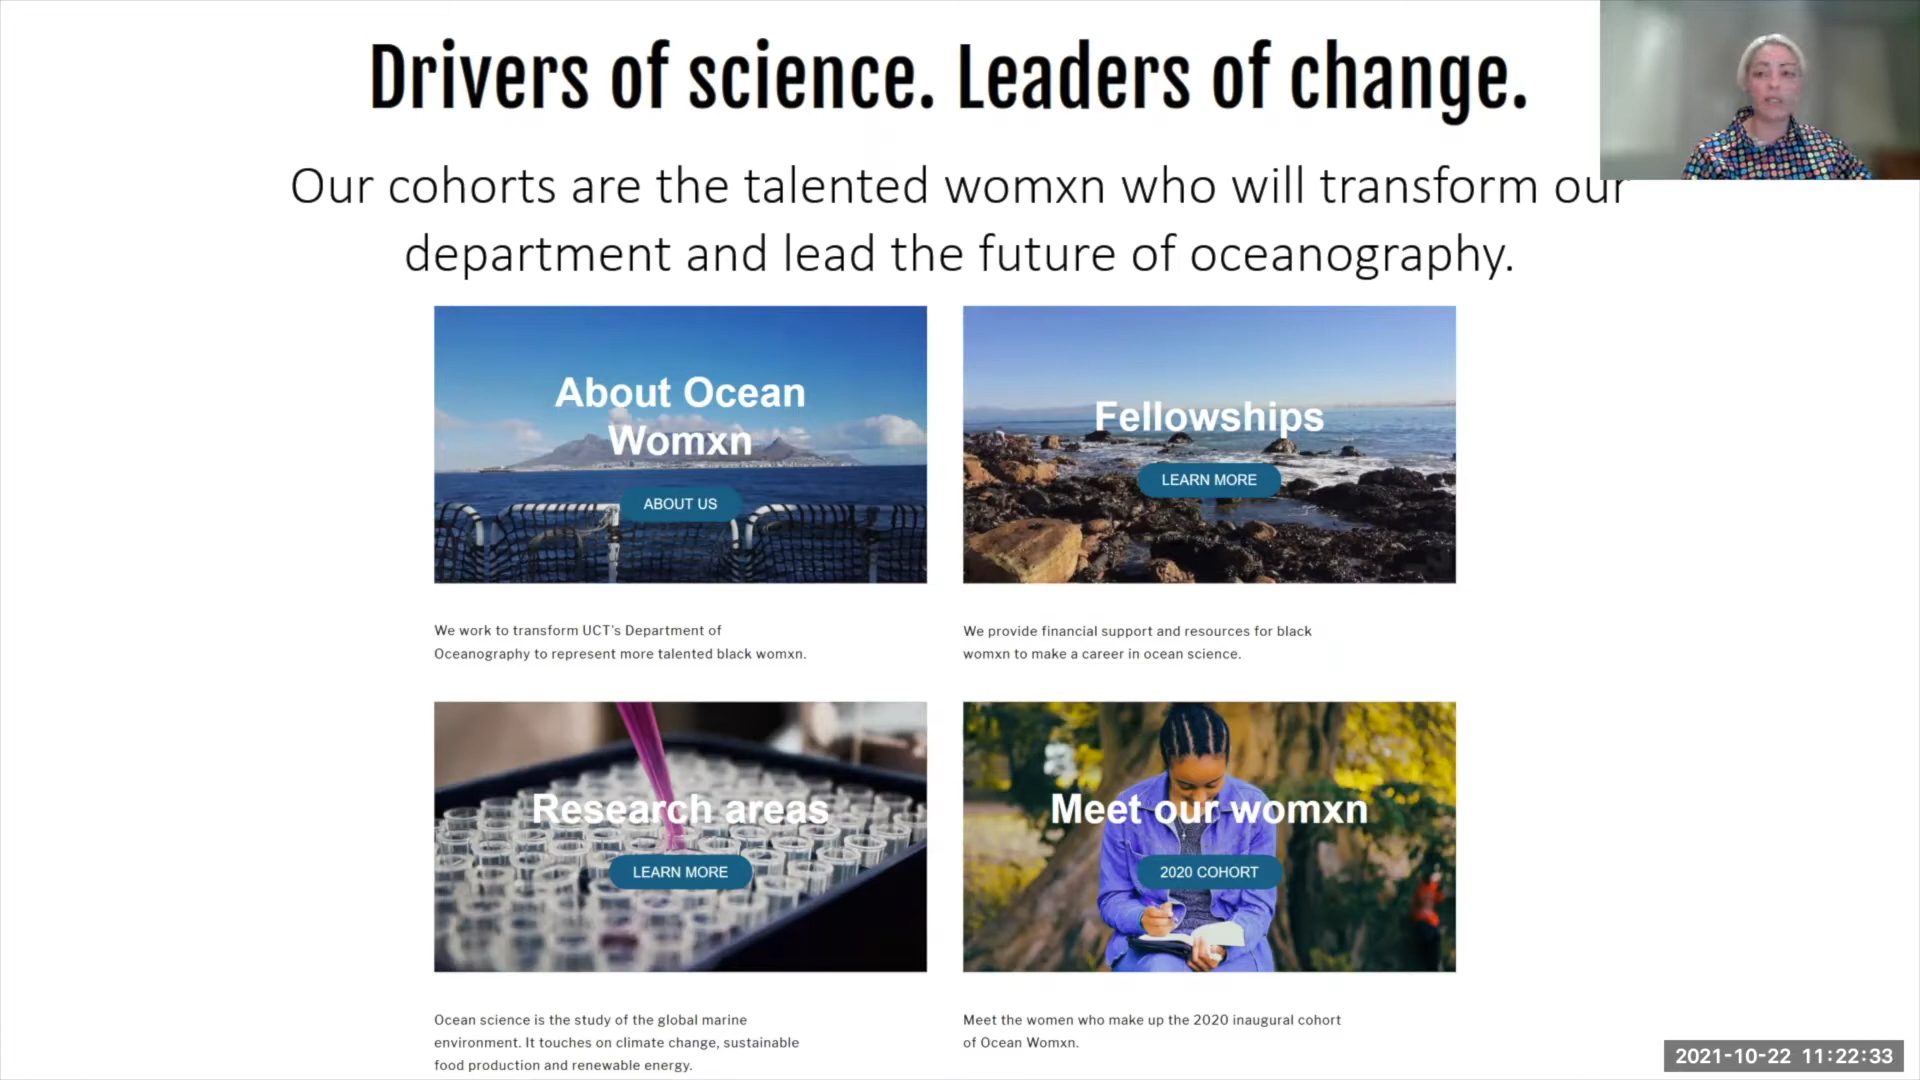 Drivers of science. Leaders of change.
Our cohorts are the talented womxn who will transform our
department and lead the future of oceanography.
About Ocean
Womxn
ABOUT US
Fellowships
LEARN MORE
We work to transform UCT's Department of
Oceanography to represent more talented black womxn.
We provide financial support and resources for black
womxn to make a career in ocean science.
Research areas
LEARN MORE
Meet our womxn
2020 COHORT
Ocean science is the study of the global marine
environment. It touches on climate change, sustainable
food production and renewable energy.
Meet the women who make up the 2020 inaugural cohort
of Ocean Womxn.
2021-10-22 11:22:33